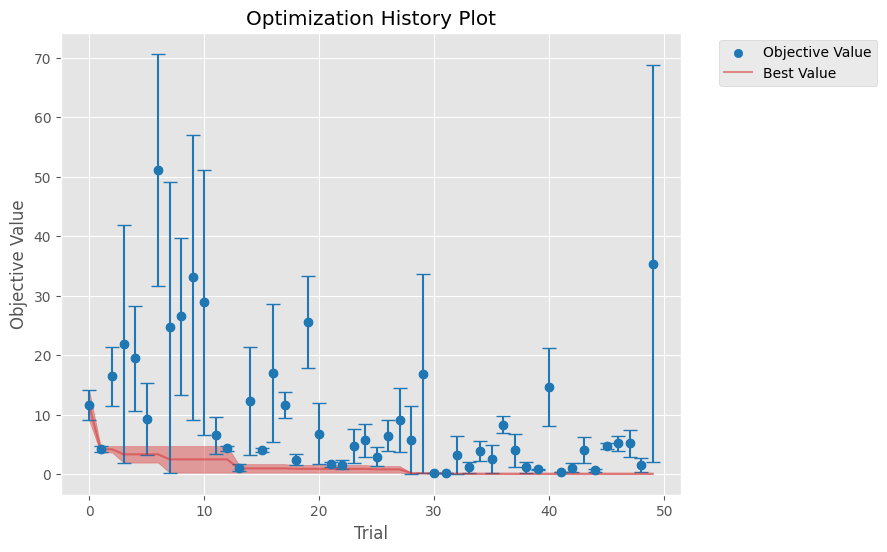 Optimization History Plot
Objective Value
Best Value
Objective Value
70
60
50
40
30
20
10
0
0 10 20 30 40 50
Trial